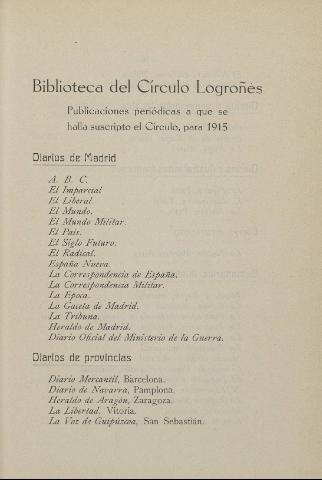 Biblioteca del Círculo Logroñés
Publicaciones periódicas a que se
halla suscripto el Círculo, para 1915
Diarios de Madrid
A. B. C.
El Imparcial
El Liberal.
El Mundo.
El Mundo Militar.
El País.
El Siglo Futuro.
El Radical.
España Nueva.
La Correspondencia de España.
La Correspondencia Militar.
La Epoca.
La Gaceta de Madrid.
La Tribuna.
Heraldo de Madrid.
Diario Oficial del Ministerio de la Guerra.
Diarios de provincias
Diario Mercantil, Barcelona.
Diario de Navarra, Pamplona.
Heraldo de Aragón, Zaragoza.
La Libertad, Vitoria.
La Voz de Guipúzcoa, San Sebastián.